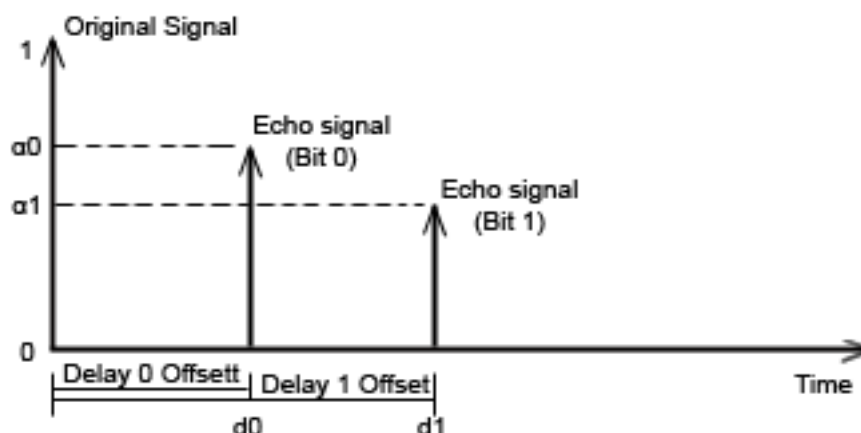 Original Signal
1
Echo signal
(Bit 0)
α0
Echo signal
(Bit 1)
α1
0
Delay 0 Offsett
Delay 1 Offset
Time
d0
d1